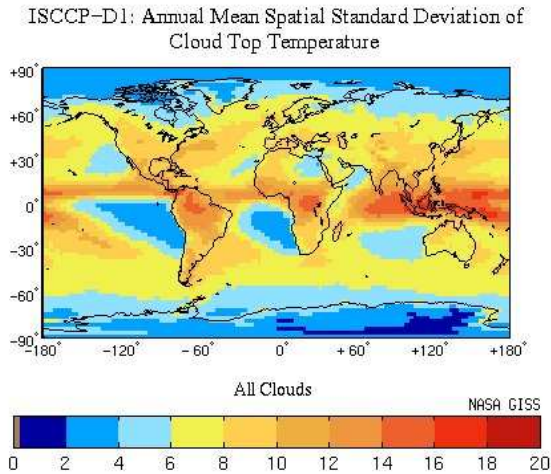 ISCCP-D1: Annual Mean Spatial Standard Deviation of
Cloud Top Temperature
+90°
+60°
+30°
0°
-30°
-60°
-90°
-180° -120° -60° 0° +60° +120° +180°
All Clouds
NASA GISS
0 2 4 6 8 10 12 14 16 18 20